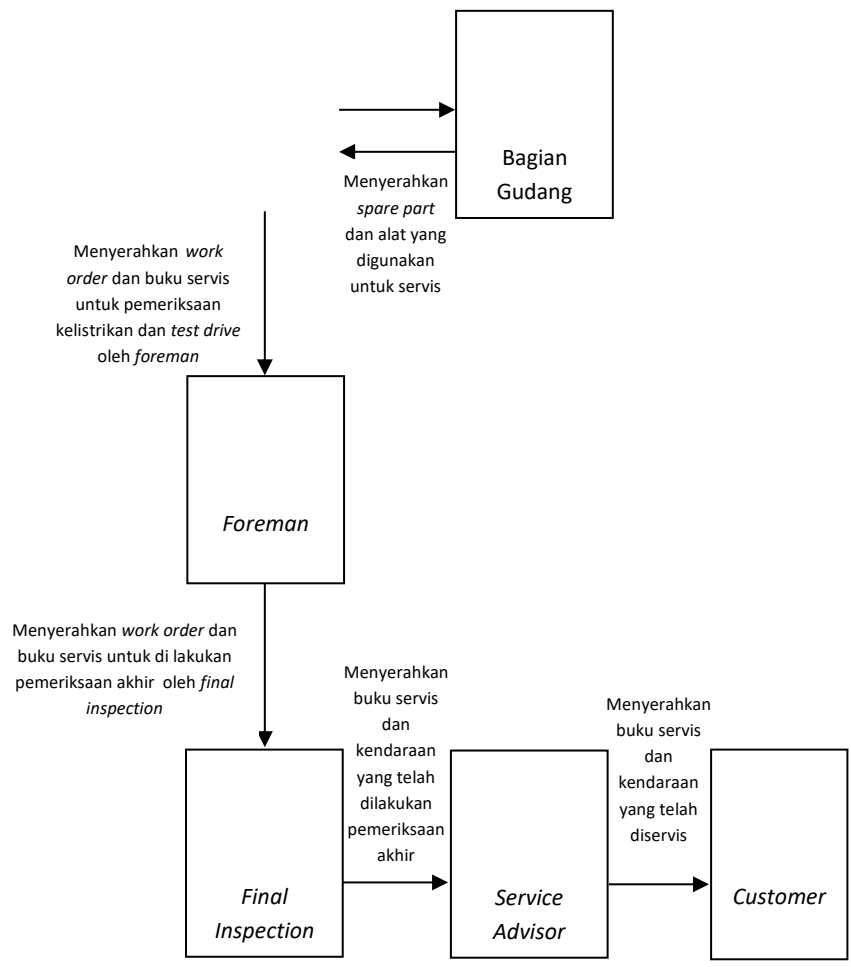 Bagian
Gudang
Menyerahkan
spare part
dan alat yang
digunakan
untuk servis
Menyerahkan work
order dan buku servis
untuk pemeriksaan
kelistrikan dan test drive
oleh foreman
Foreman
Menyerahkan work order dan
buku servis untuk di lakukan
pemeriksaan akhir oleh final
inspection
Menyerahkan
buku servis
dan
kendaraan
yang telah
dilakukan
pemeriksaan
akhir
Menyerahkan
buku servis
dan
kendaraan
yang telah
diservis
Final
Inspection
Service
Advisor
Customer